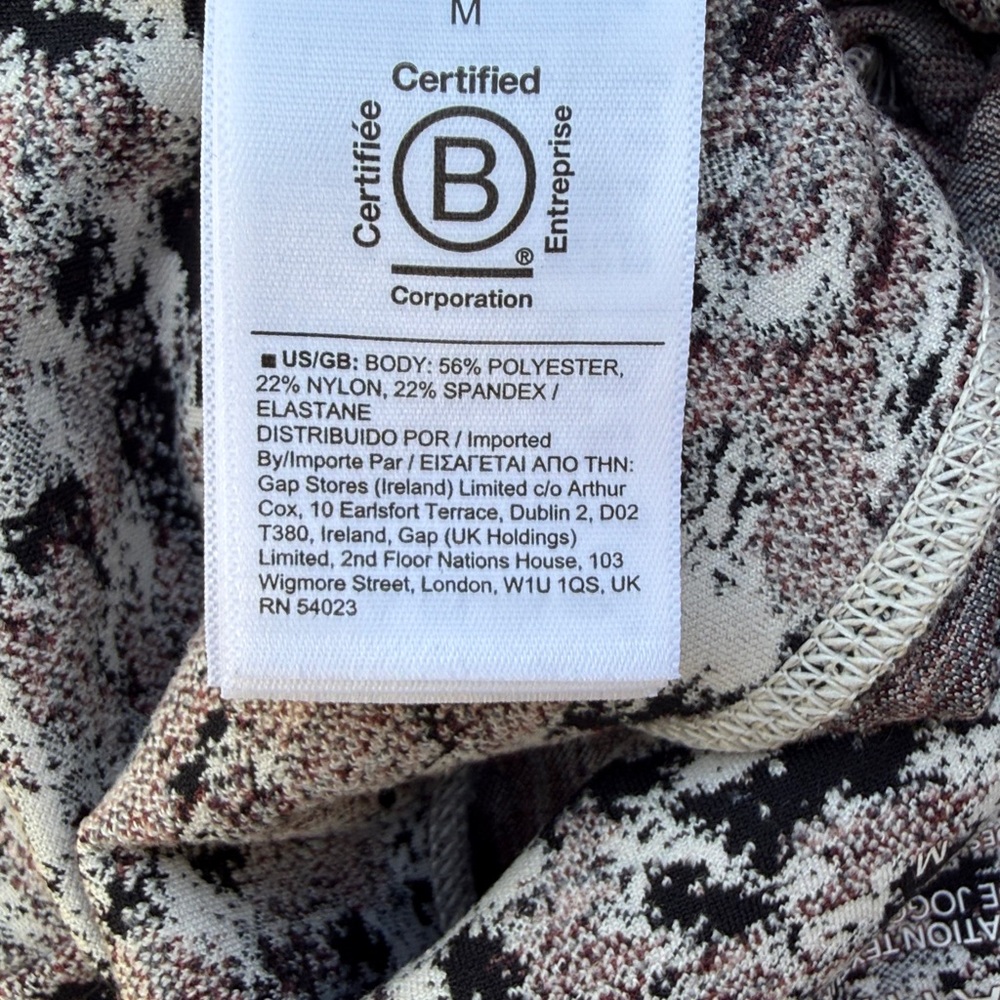 M
Certified
Certifiée
B
Entreprise
®
Corporation
■ US/GB: BODY: 56% POLYESTER,
22% NYLON, 22% SPANDEX /
ELASTANE
DISTRIBUIDO POR / Imported
By/Importe Par / ΕΙΣΑΓΕΤΑΙ ΑΠΟ ΤΗΝ:
Gap Stores (Ireland) Limited c/o Arthur
Cox, 10 Earlsfort Terrace, Dublin 2, D02
T380, Ireland, Gap (UK Holdings)
Limited, 2nd Floor Nations House, 103
Wigmore Street, London, W1U 1QS, UK
RN 54023
M